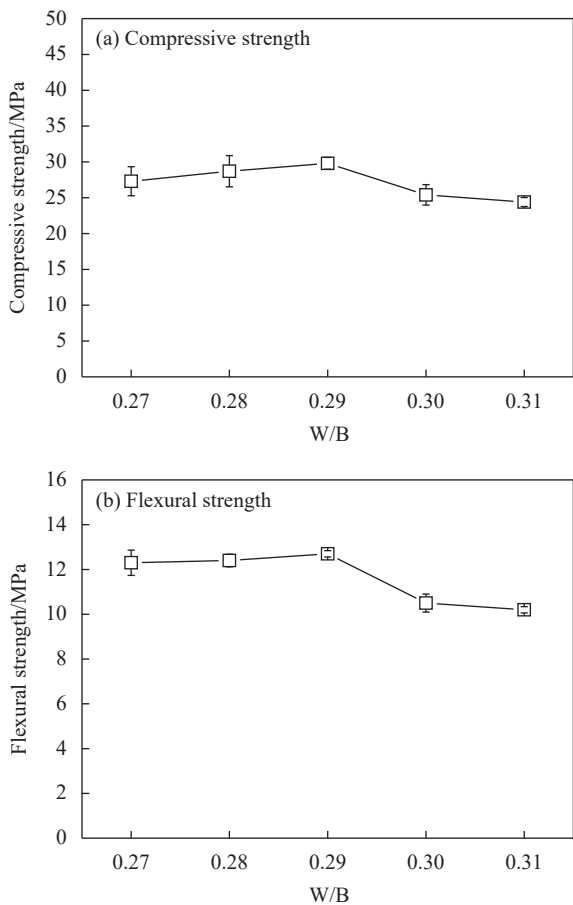 50
(a) Compressive strength
45
40
35
30
25
20
15
10
5
0
Compressive strength/MPa
0.27 0.28 0.29 0.30 0.31
W/B
16
(b) Flexural strength
14
12
10
8
6
4
2
0
Flexural strength/MPa
0.27 0.28 0.29 0.30 0.31
W/B